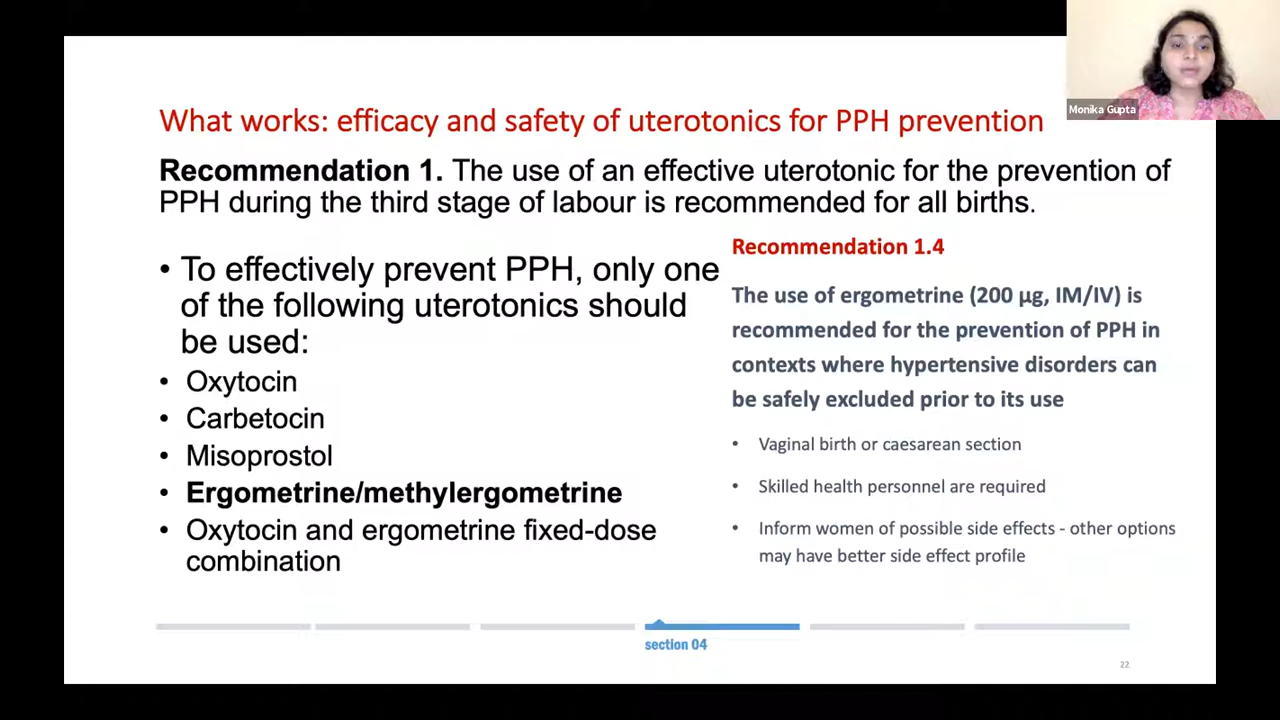 Monika Gupta
What works: efficacy and safety of uterotonics for PPH prevention
Recommendation 1. The use of an effective uterotonic for the prevention of
PPH during the third stage of labour is recommended for all births.
• To effectively prevent PPH, only one
of the following uterotonics should
be used:
• Oxytocin
• Carbetocin
• Misoprostol
• Ergometrine/methylergometrine
• Oxytocin and ergometrine fixed-dose
combination
Recommendation 1.4
The use of ergometrine (200 µg, IM/IV) is
recommended for the prevention of PPH in
contexts where hypertensive disorders can
be safely excluded prior to its use
• Vaginal birth or caesarean section
• Skilled health personnel are required
• Inform women of possible side effects - other options
may have better side effect profile
section 04
22